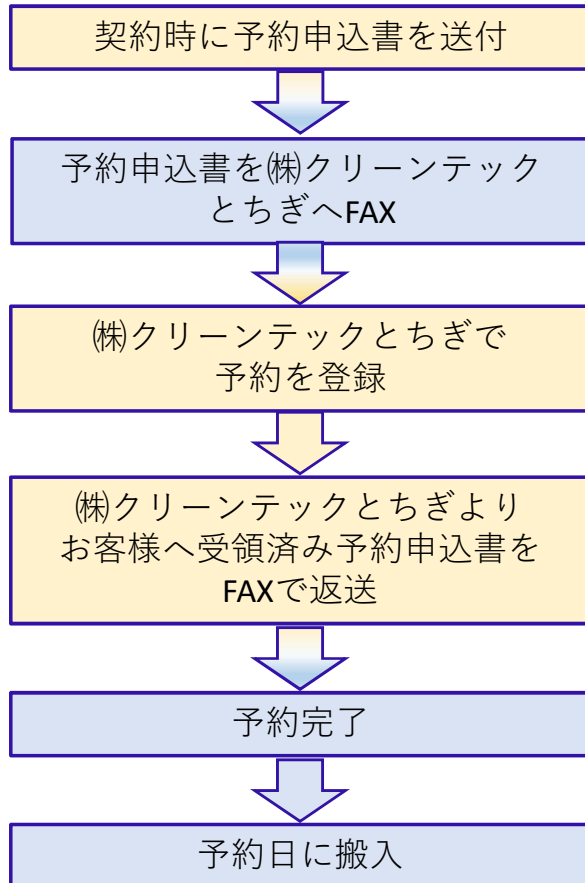 契約時に予約申込書を送付
予約申込書を㈱クリーンテック
とちぎへFAX
㈱クリーンテックとちぎで
予約を登録
㈱クリーンテックとちぎより
お客様へ受領済み予約申込書を
FAXで返送
予約完了
予約日に搬入